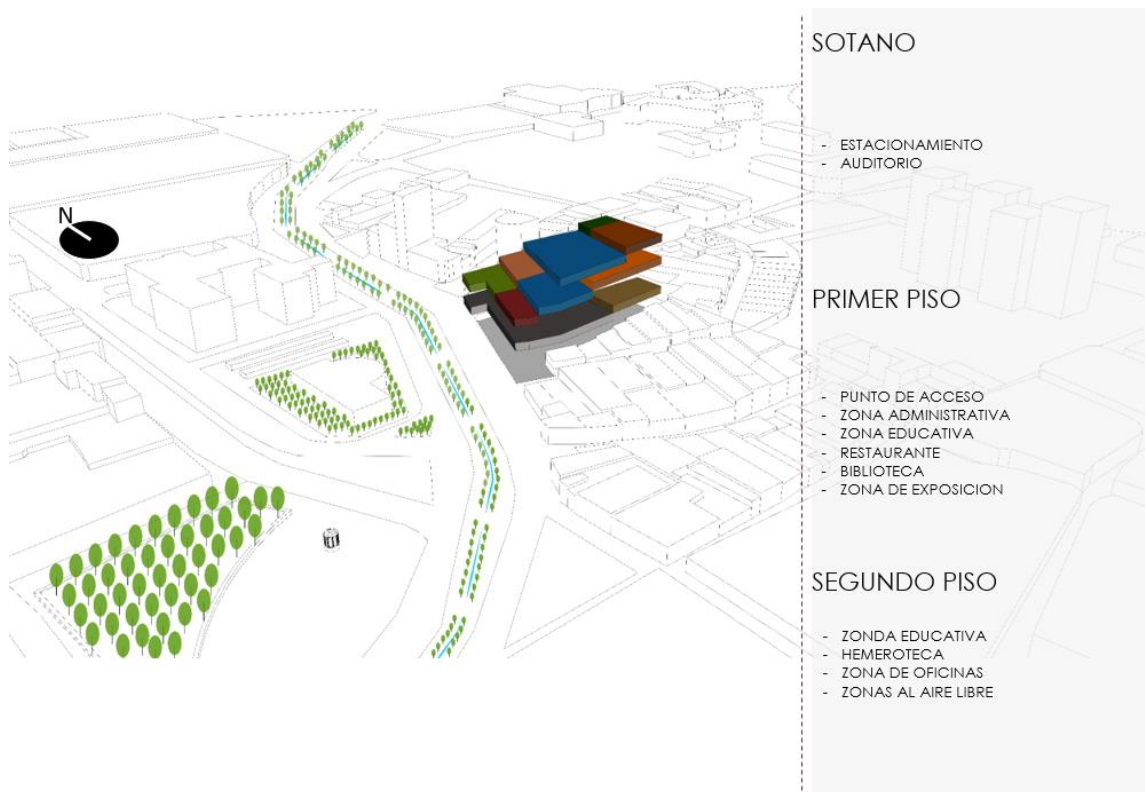 N
SOTANO
- ESTACIONAMIENTO
- AUDITORIO
PRIMER PISO
- PUNTO DE ACCESO
- ZONA ADMINISTRATIVA
- ZONA EDUCATIVA
- RESTAURANTE
- BIBLIOTECA
- ZONA DE EXPOSICION
SEGUNDO PISO
- ZONDA EDUCATIVA
- HEMEROTECA
- ZONA DE OFICINAS
- ZONAS AL AIRE LIBRE